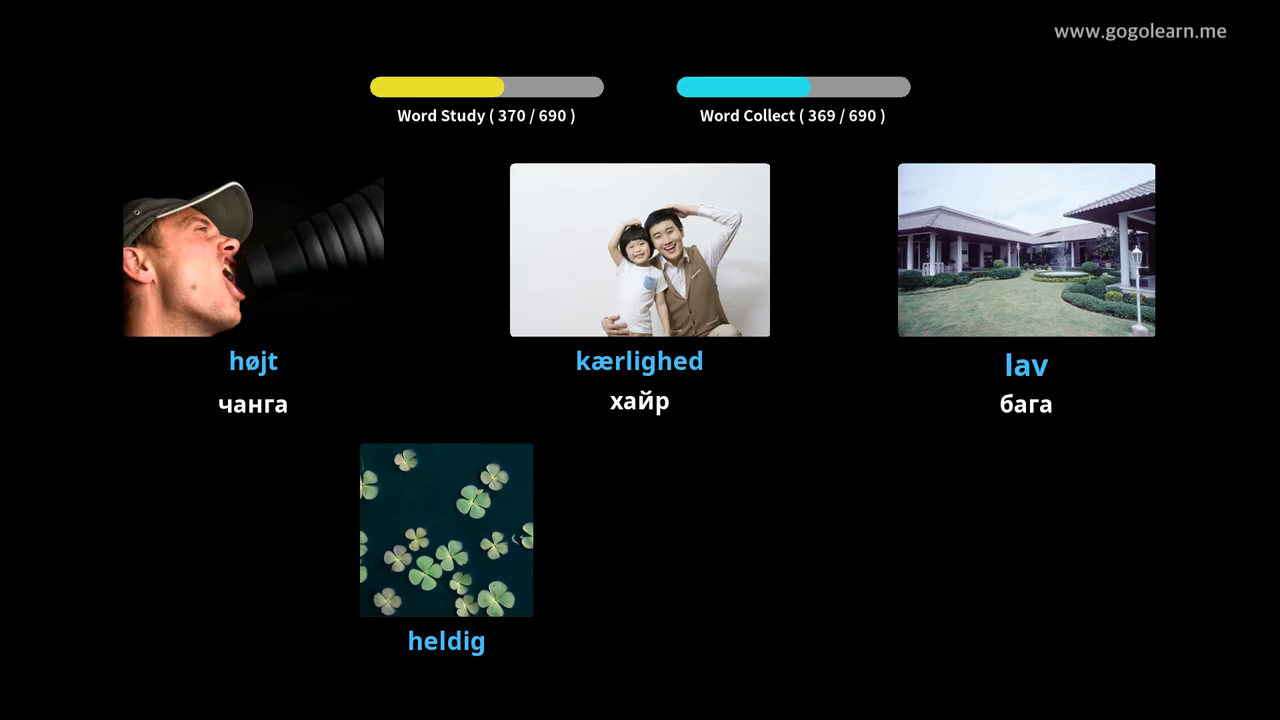 www.gogolearn.me
Word Study ( 370 / 690 )
Word Collect ( 369 / 690 )
højt
чанга
kærlighed
хайр
lav
бага
heldig